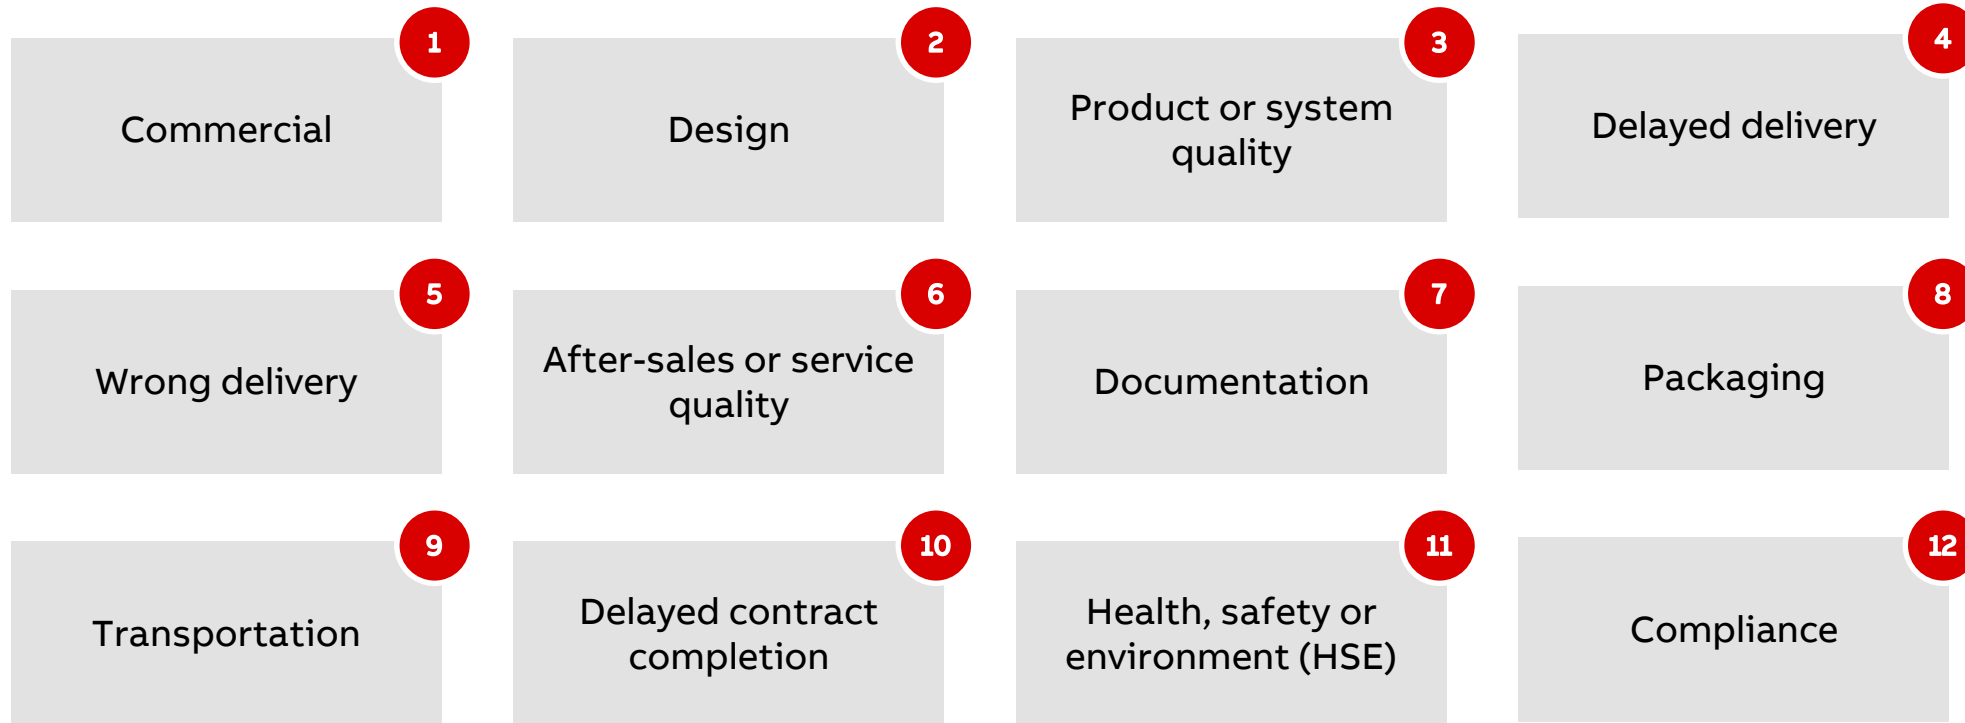 1
Commercial
2
Design
3
Product or system
quality
4
Delayed delivery
5
Wrong delivery
6
After-sales or service
quality
7
Documentation
8
Packaging
9
Transportation
10
Delayed contract
completion
11
Health, safety or
environment (HSE)
12
Compliance